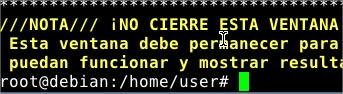 ****************************************
///NOTA/// ¡NO CIERRE ESTA VENTANA
Esta ventana debe permanecer para
puedan funcionar y mostrar resulta
root@debian:/home/user#